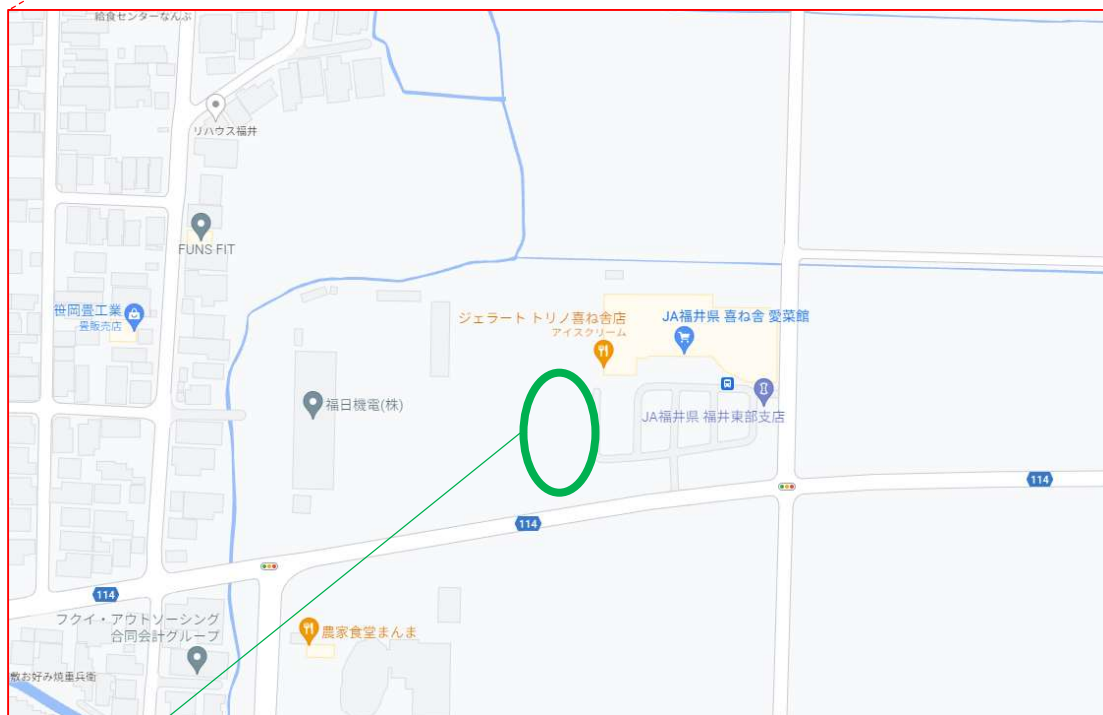 給食センターなんぶ
リハウス福井
FUNS FIT
笹岡畳工業
畳販売店
ジェラート トリノ喜ね舎店
アイスクリーム
JA福井県 喜ね舎 愛菜館
福日機電(株)
JA福井県 福井東部支店
114
114
114
フクイ・アウトソーシング
合同会計グループ
農家食堂まんま
敷お好み焼重兵衛